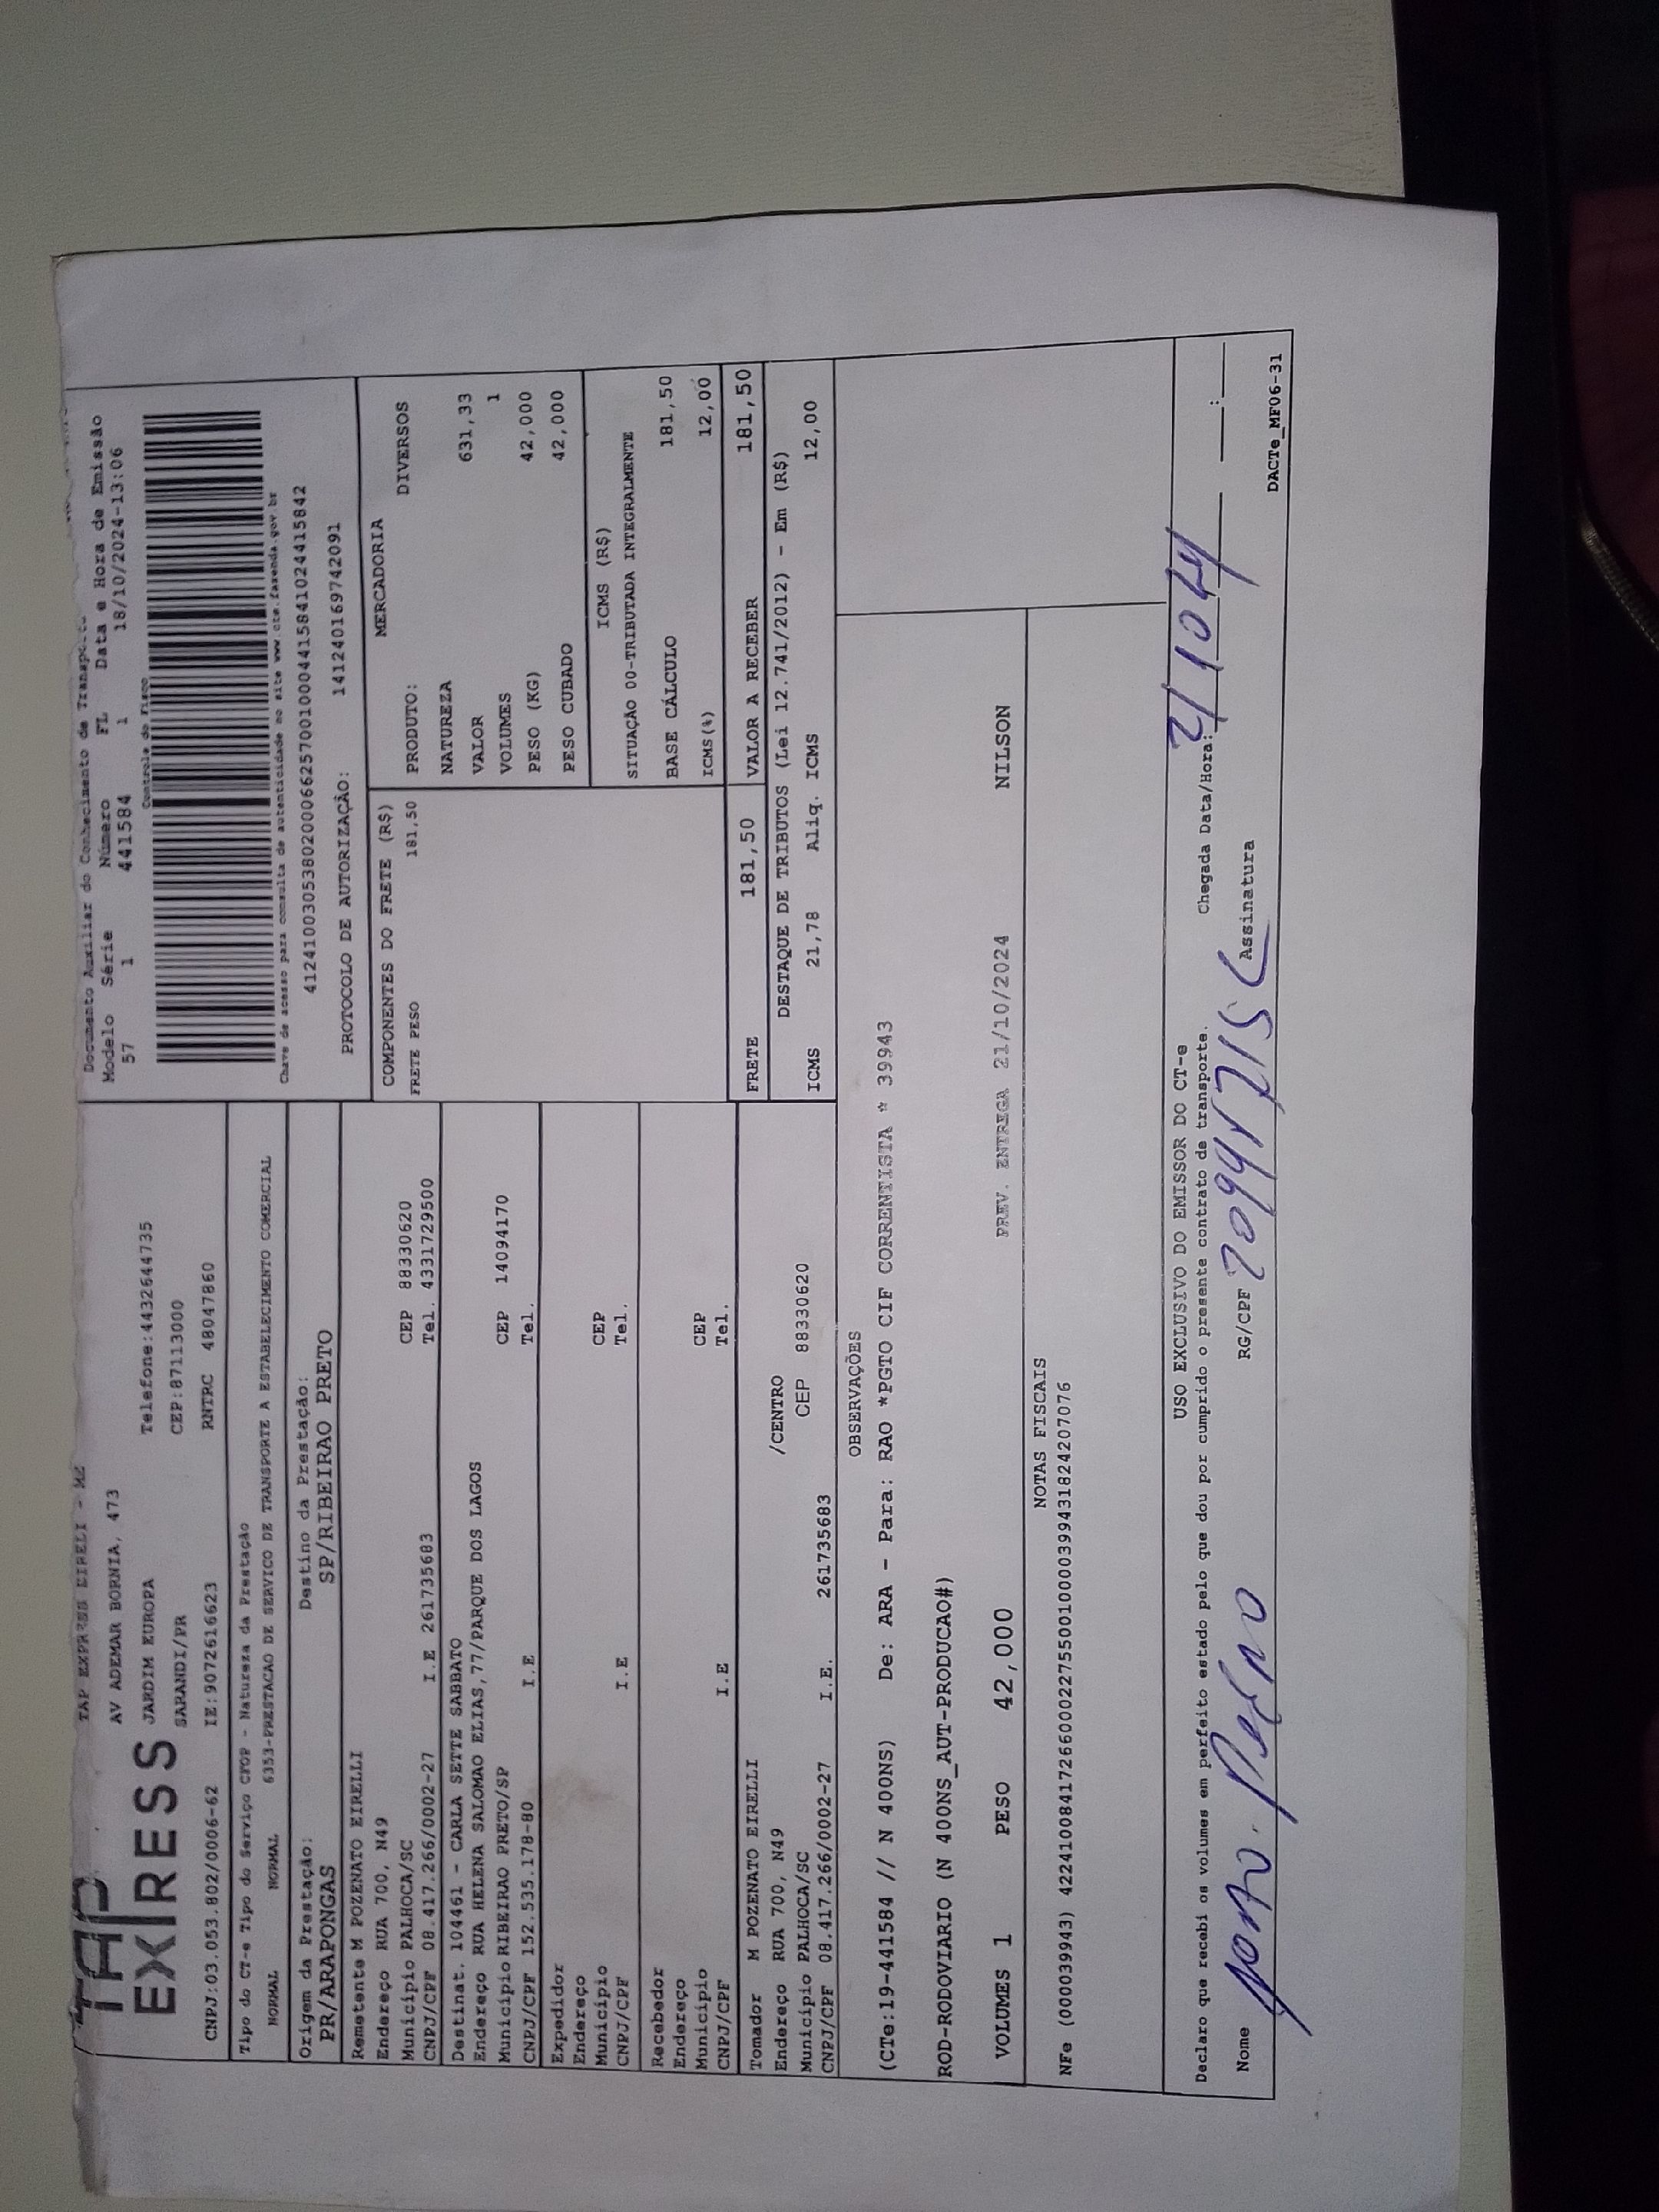 TAP
EXPRESS
TAP EXPRESS EIRELI - Mz
AV ADEMAR BORNIA, 473
JARDIM EUROPA Telefone:4432644735
SARANDI/PR CEP:87113000
CNPJ:03.053.802/0006-62 IE:9072616623 RNTRC 48047860
Documento Auxiliar do Conhecimento de Transporte
Modelo Série Número FL Data e Hora de Emissão
57 1 441584 1 18/10/2024-13:06
Controle do Fisco
Chave de acesso para consulta de autenticidade no site www.cte.fazenda.gov.br
41241003053802000662570010004415841024415842
PROTOCOLO DE AUTORIZAÇÃO: 141240169742091
Tipo do CT-e Tipo do Serviço CFOP - Natureza da Prestação
NORMAL NORMAL 6353-PRESTACAO DE SERVICO DE TRANSPORTE A ESTABELECIMENTO COMERCIAL
Origem da Prestação: Destino da Prestação:
PR/ARAPONGAS SP/RIBEIRAO PRETO
Remetente M POZENATO EIRELLI
Endereço RUA 700, N49
Município PALHOCA/SC CEP 88330620
CNPJ/CPF 08.417.266/0002-27 I.E 261735683 Tel. 4331729500
Destinat. 104461 - CARLA SETTE SABBATO
Endereço RUA HELENA SALOMAO ELIAS,77/PARQUE DOS LAGOS
Município RIBEIRAO PRETO/SP CEP 14094170
CNPJ/CPF 152.535.178-80 I.E Tel.
Expedidor
Endereço
Município CEP
CNPJ/CPF I.E Tel.
Recebedor
Endereço
Município CEP
CNPJ/CPF I.E Tel.
Tomador M POZENATO EIRELLI
Endereço RUA 700, N49 /CENTRO
Município PALHOCA/SC CEP 88330620
CNPJ/CPF 08.417.266/0002-27 I.E. 261735683
COMPONENTES DO FRETE (R$)
FRETE PESO 181,50
MERCADORIA
PRODUTO: DIVERSOS
NATUREZA
VALOR 631,33
VOLUMES 1
PESO (KG) 42,000
PESO CUBADO 42,000
ICMS (R$)
SITUAÇÃO 00-TRIBUTADA INTEGRALMENTE
BASE CÁLCULO 181,50
ICMS(%) 12,00
FRETE 181,50 VALOR A RECEBER 181,50
DESTAQUE DE TRIBUTOS (Lei 12.741/2012) - Em (R$)
ICMS 21,78 Aliq. ICMS 12,00
OBSERVAÇÕES
(CTe:19-441584 // N 400NS) De: ARA - Para: RAO *PGTO CIF CORRENTISTA * 39943
ROD-RODOVIARIO (N 400NS_AUT-PRODUCAO#)
VOLUMES 1 PESO 42,000 PREV. ENTREGA 21/10/2024 NILSON
NOTAS FISCAIS
NFe (000039943) 42241008417266000227550010000399431824207076
USO EXCLUSIVO DO EMISSOR DO CT-e
Declaro que recebi os volumes em perfeito estado pelo que dou por cumprido o presente contrato de transporte.
Chegada Data/Hora:
Nome RG/CPF Assinatura
DACTe_MF06-31